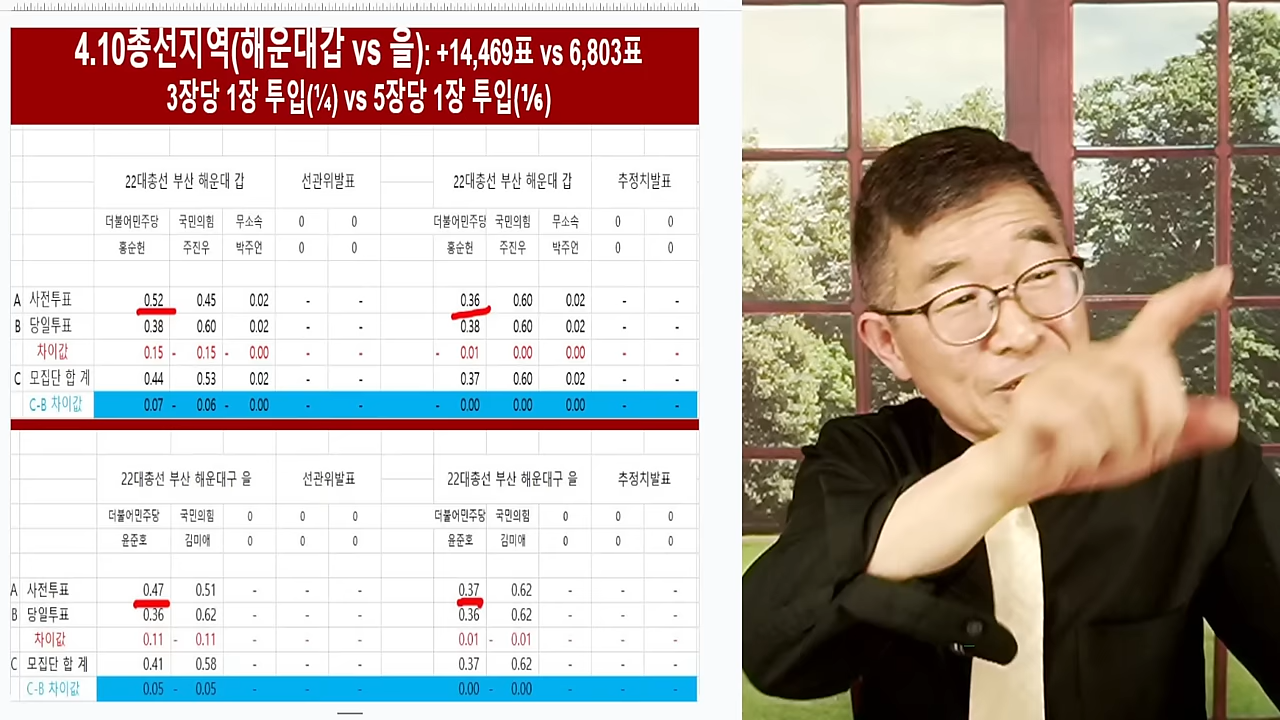 4.10총선지역(해운대갑 vs 을): +14,469표 vs 6,803표
3장당 1장 투입(¼) vs 5장당 1장 투입(⅙)
22대총선 부산 해운대 갑 선관위발표 22대총선 부산 해운대 갑 추정치발표
더불어민주당 국민의힘 무소속 0 0 더불어민주당 국민의힘 무소속 0 0
홍순헌 주진우 박주언 0 0 홍순헌 주진우 박주언 0 0
A 사전투표 0.52 0.45 0.02 - - 0.36 0.60 0.02 - -
B 당일투표 0.38 0.60 0.02 - - 0.38 0.60 0.02 - -
차이값 0.15 - 0.15 - 0.00 - - - 0.01 0.00 0.00 - -
C 모집단 합 계 0.44 0.53 0.02 - - 0.37 0.60 0.02 - -
C-B 차이값 0.07 - 0.06 - 0.00 - - - 0.00 0.00 0.00 - -
22대총선 부산 해운대구 을 선관위발표 22대총선 부산 해운대구 을 추정치발표
더불어민주당 국민의힘 0 0 0 더불어민주당 국민의힘 0 0 0
윤준호 김미애 0 0 0 윤준호 김미애 0 0 0
A 사전투표 0.47 0.51 - - - 0.37 0.62 - - -
B 당일투표 0.36 0.62 - - - 0.36 0.62 - - -
차이값 0.11 - 0.11 - - - 0.01 - 0.01 - - -
C 모집단 합 계 0.41 0.58 - - - 0.37 0.62 - - -
C-B 차이값 0.05 - 0.05 - - - 0.00 - 0.00 - - -